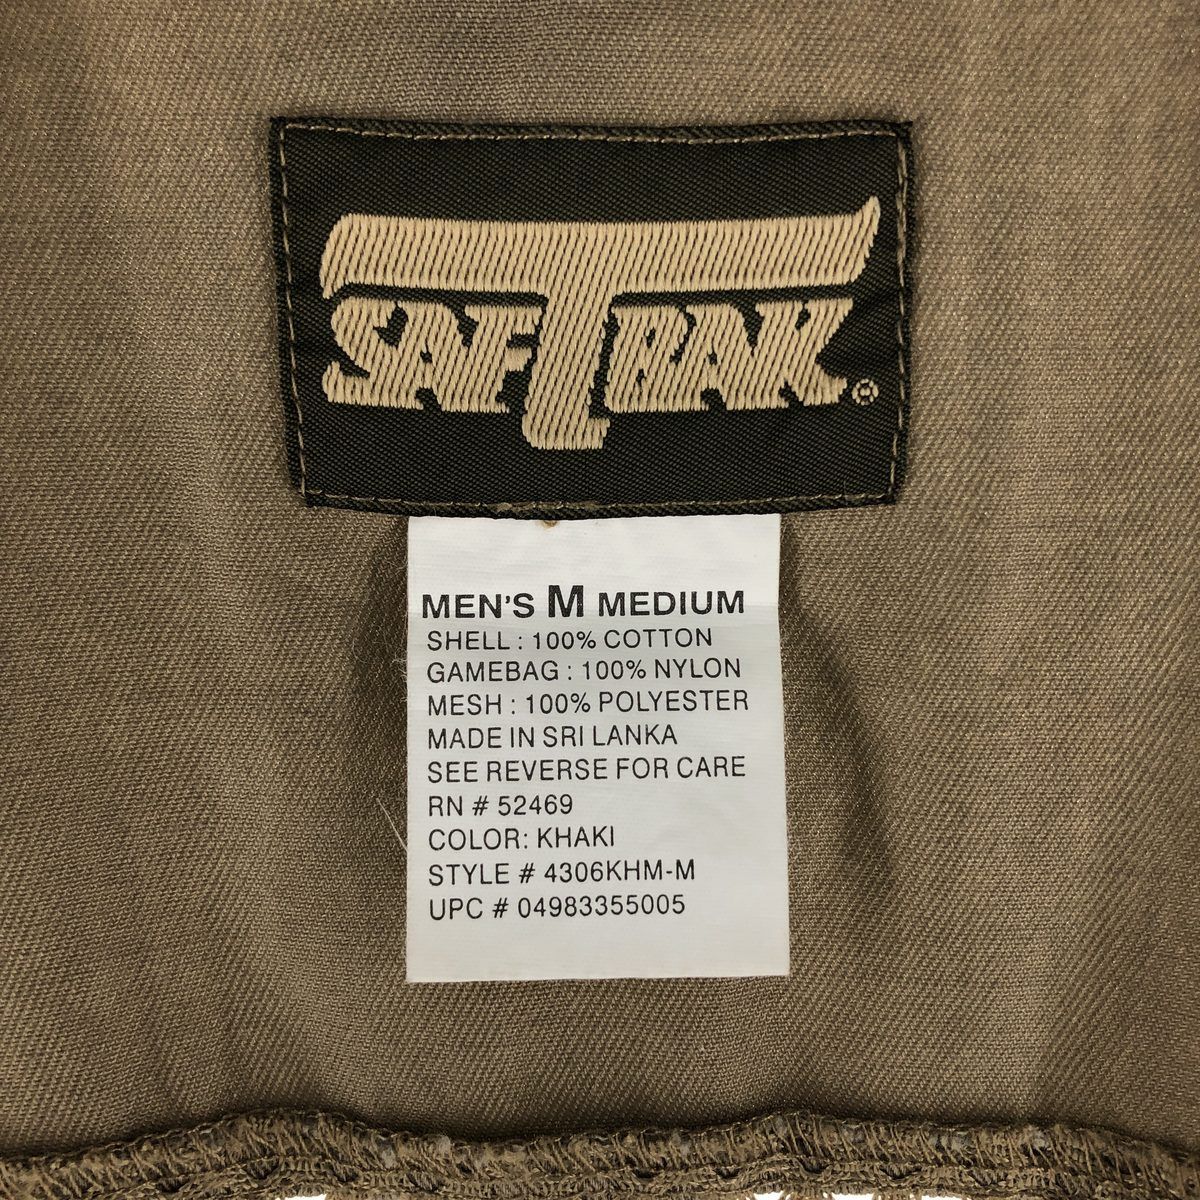 SAFTRAK®
MEN'S M MEDIUM
SHELL : 100% COTTON
GAMEBAG : 100% NYLON
MESH : 100% POLYESTER
MADE IN SRI LANKA
SEE REVERSE FOR CARE
RN # 52469
COLOR: KHAKI
STYLE # 4306KHM-M
UPC # 04983355005